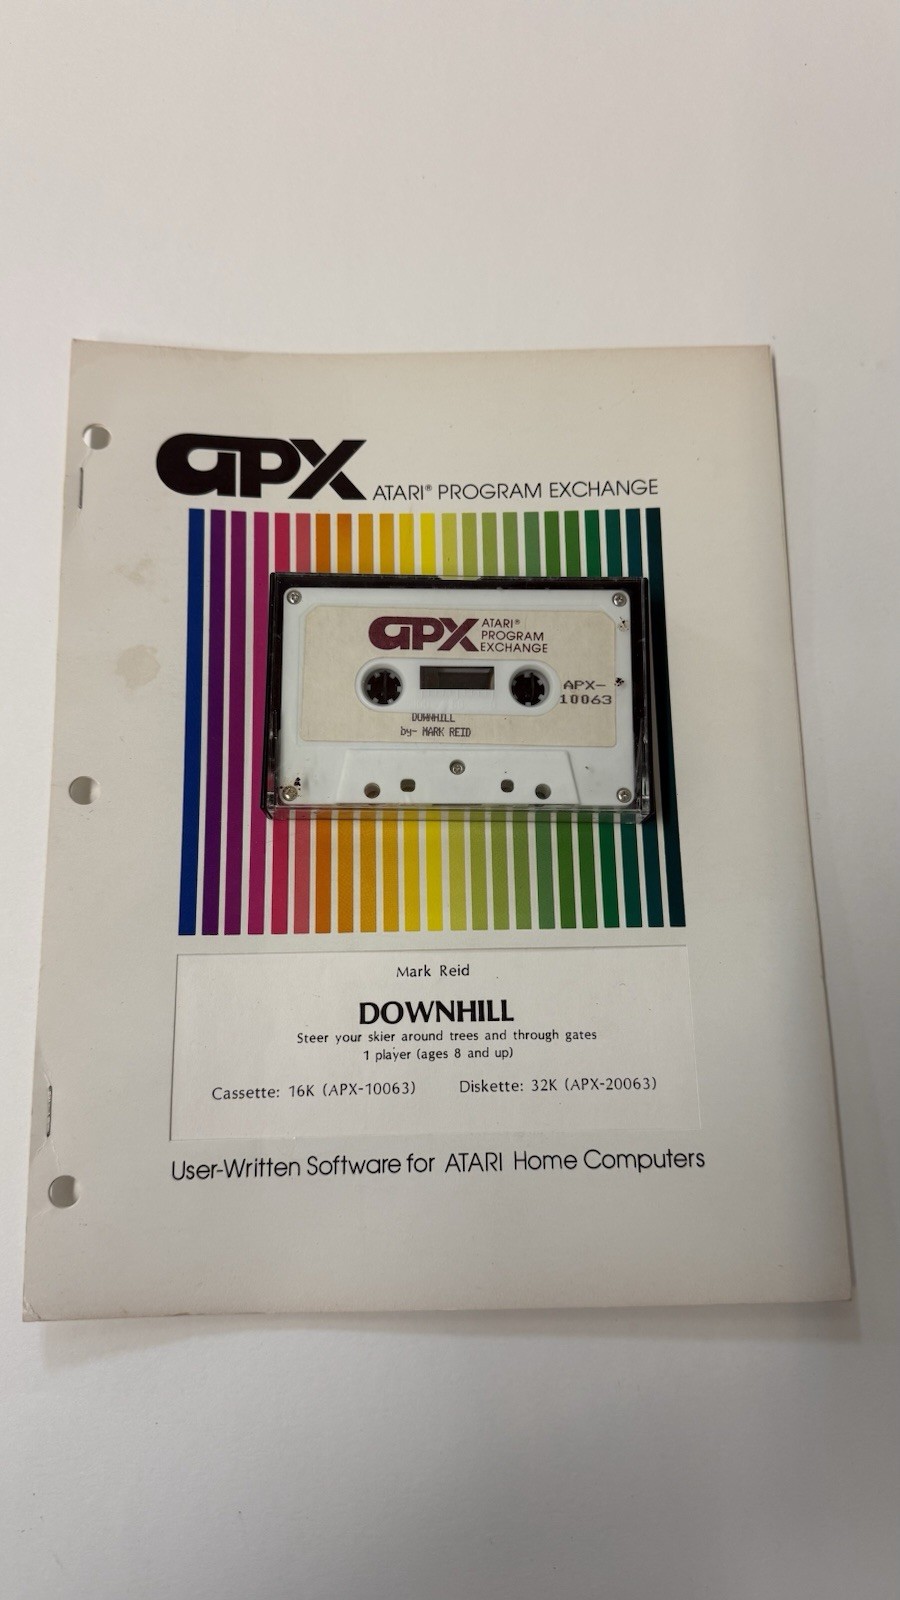 APX ATARI® PROGRAM EXCHANGE
APX ATARI®
PROGRAM
EXCHANGE
APX-
10063
DOWNHILL
by- MARK REID
Mark Reid
DOWNHILL
Steer your skier around trees and through gates
1 player (ages 8 and up)
Cassette: 16K (APX-10063) Diskette: 32K (APX-20063)
User-Written Software for ATARI Home Computers